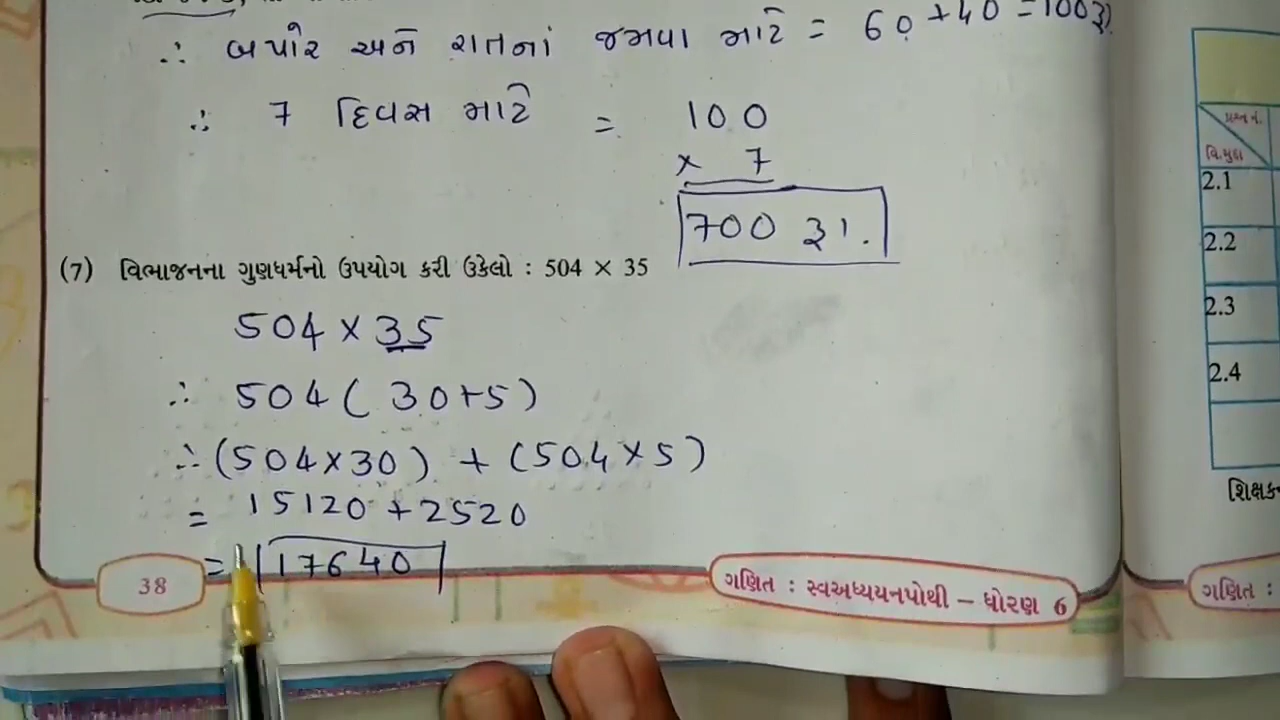 ∴ બપોર અને રાતનાં જમવા માટે = 60 + 40 = 100 રૂ
∴ 7 દિવસ માટે = 100
× 7
700 રૂા.
(7) વિભાજનના ગુણધર્મનો ઉપયોગ કરી ઉકેલો : 504 × 35
504 × 35
∴ 504 ( 30+5 )
∴ (504×30) + (504×5)
= 15120 + 2520
= 17640
38
ગણિત : સ્વઅધ્યયનપોથી – ધોરણ 6
પ્રશ્ન નં.
વિ.મુદ્દા
2.1
2.2
2.3
2.4
ગણિત :